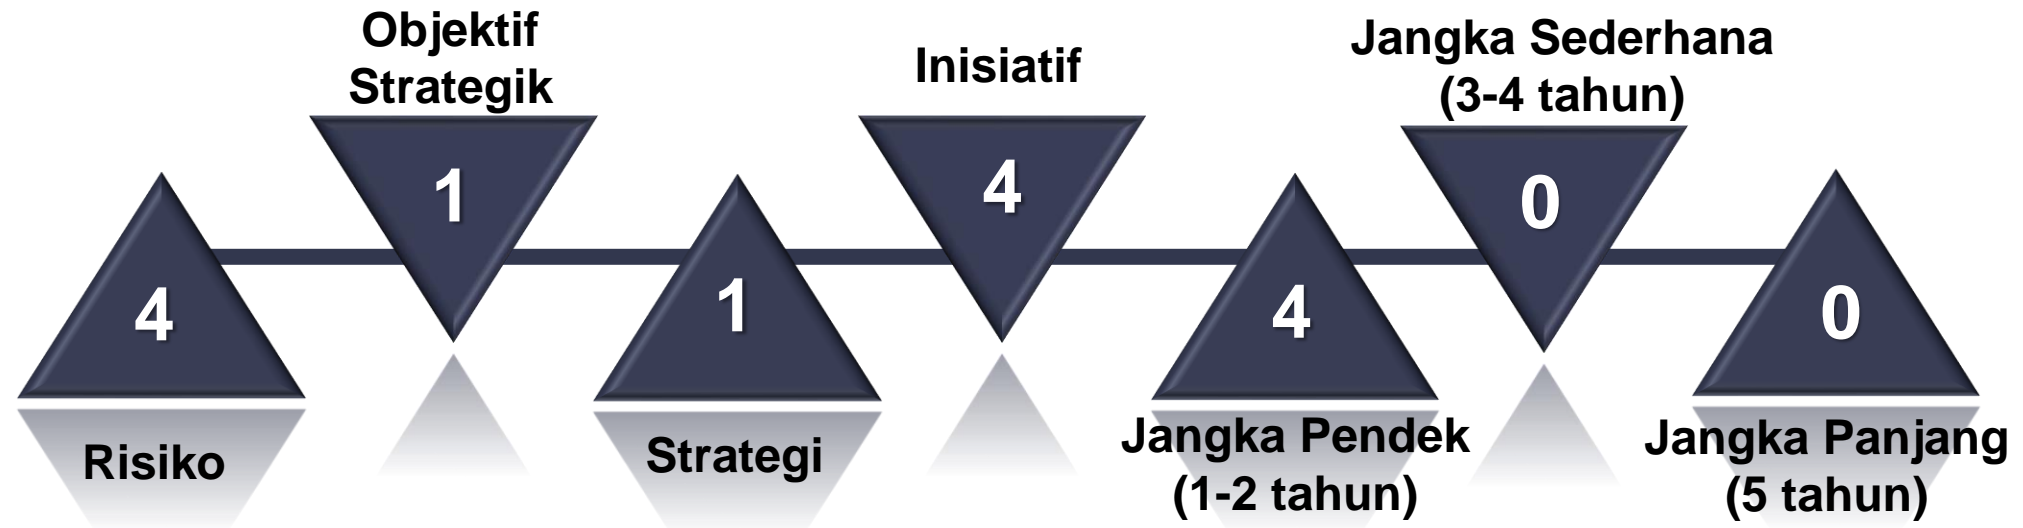 4
Risiko
Objektif
Strategik
1
1
Strategi
Inisiatif
4
4
Jangka Pendek
(1-2 tahun)
Jangka Sederhana
(3-4 tahun)
0
0
Jangka Panjang
(5 tahun)